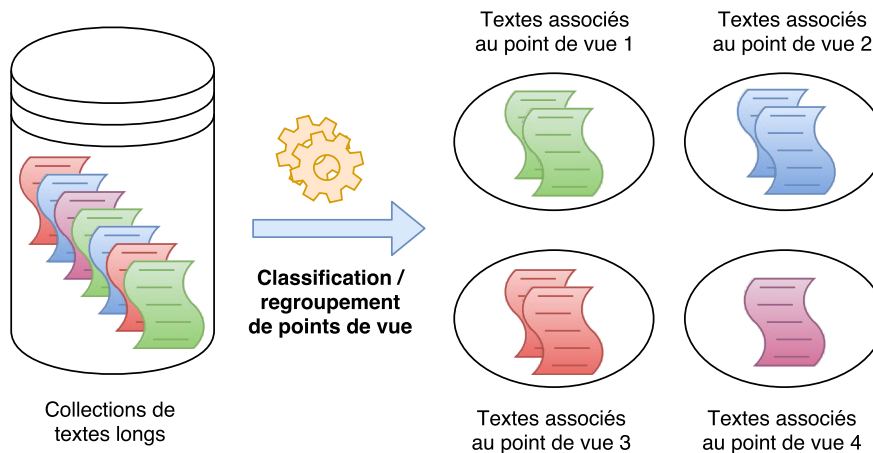 Textes associés
au point de vue 1
Textes associés
au point de vue 2
Classification /
regroupement
de points de vue
Collections de
textes longs
Textes associés
au point de vue 3
Textes associés
au point de vue 4